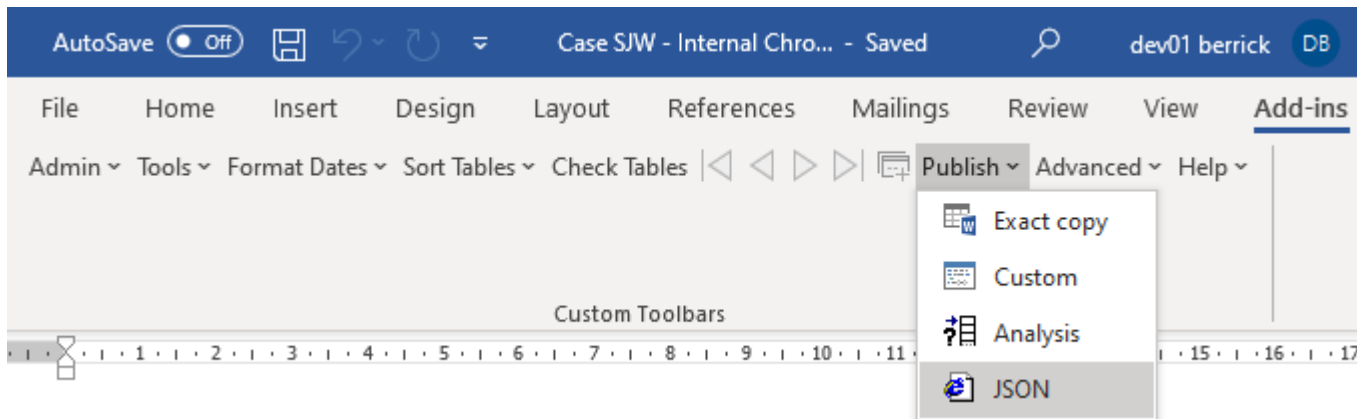 AutoSave Off Case SJW - Internal Chro... - Saved dev01 berrick DB
File Home Insert Design Layout References Mailings Review View Add-ins
Admin Tools Format Dates Sort Tables Check Tables Publish Advanced Help
Exact copy
Custom
Custom Toolbars
Analysis
1 2 3 4 5 6 7 8 9 10 11 15 16 17
JSON